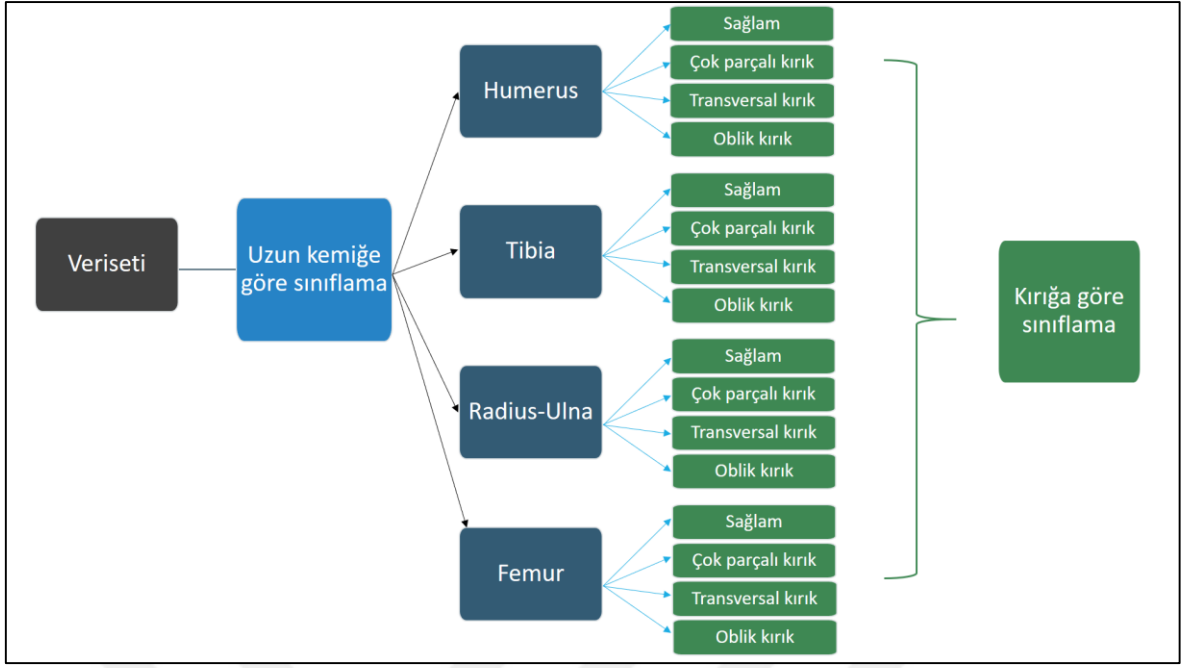 Veriseti
Uzun kemiğe
göre sınıflama
Humerus
Sağlam
Çok parçalı kırık
Transversal kırık
Oblik kırık
Tibia
Sağlam
Çok parçalı kırık
Transversal kırık
Oblik kırık
Radius-Ulna
Sağlam
Çok parçalı kırık
Transversal kırık
Oblik kırık
Femur
Sağlam
Çok parçalı kırık
Transversal kırık
Oblik kırık
Kırığa göre
sınıflama